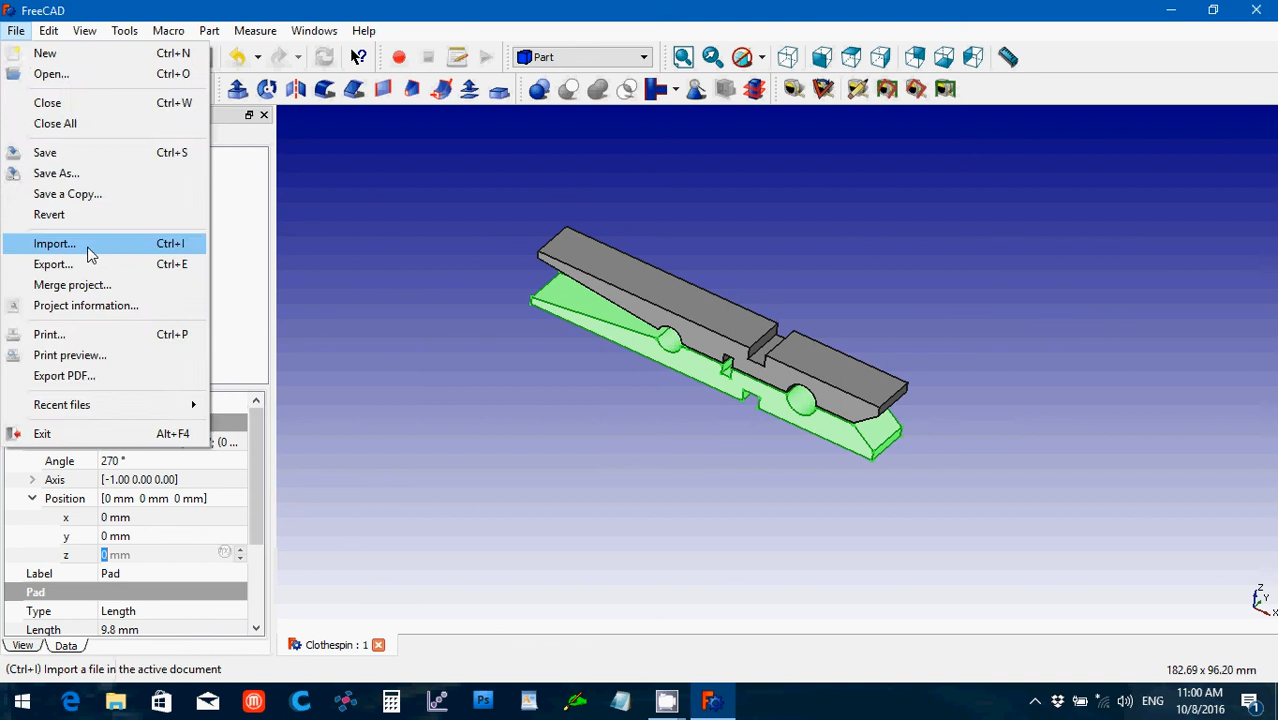 FreeCAD
File Edit View Tools Macro Part Measure Windows Help
New Ctrl+N
Open... Ctrl+O
Close Ctrl+W
Close All
Save Ctrl+S
Save As...
Save a Copy...
Revert
Import... Ctrl+I
Export... Ctrl+E
Merge project...
Project information...
Print... Ctrl+P
Print preview...
Export PDF...
Recent files
Exit Alt+F4
Part
Angle 270 °
Axis [-1.00 0.00 0.00]
Position [0 mm 0 mm 0 mm]
x 0 mm
y 0 mm
z 0 mm
Label Pad
Pad
Type Length
Length 9.8 mm
View Data
Clothespin : 1
Z
Y
X
(Ctrl+I) Import a file in the active document
182.69 x 96.20 mm
ENG
11:00 AM
10/8/2016